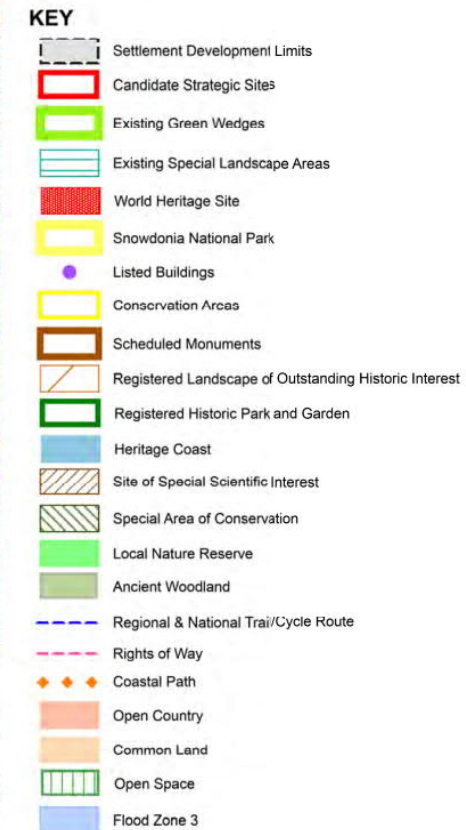 KEY
Settlement Development Limits
Candidate Strategic Sites
Existing Green Wedges
Existing Special Landscape Areas
World Heritage Site
Snowdonia National Park
Listed Buildings
Conservation Areas
Scheduled Monuments
Registered Landscape of Outstanding Historic Interest
Registered Historic Park and Garden
Heritage Coast
Site of Special Scientific Interest
Special Area of Conservation
Local Nature Reserve
Ancient Woodland
Regional & National Trail/Cycle Route
Rights of Way
Coastal Path
Open Country
Common Land
Open Space
Flood Zone 3